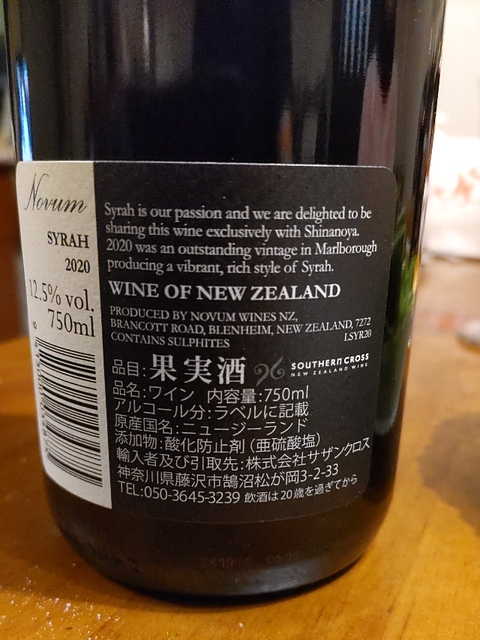 Novum
SYRAH
2020
12.5% vol.
750ml
Syrah is our passion and we are delighted to be
sharing this wine exclusively with Shinanoya.
2020 was an outstanding vintage in Marlborough
producing a vibrant, rich style of Syrah.
WINE OF NEW ZEALAND
PRODUCED BY NOVUM WINES NZ,
BRANCOTT ROAD, BLENHEIM, NEW ZEALAND, 7272
CONTAINS SULPHITES LSYR20
品目:果実酒
SOUTHERN CROSS
NEW ZEALAND WINE
品名:ワイン 内容量:750ml
アルコール分:ラベルに記載
原産国名:ニュージーランド
添加物:酸化防止剤(亜硫酸塩)
輸入者及び引取先:株式会社サザンクロス
神奈川県藤沢市鵠沼松が岡3-2-33
TEL:050-3645-3239 飲酒は20歳を過ぎてから